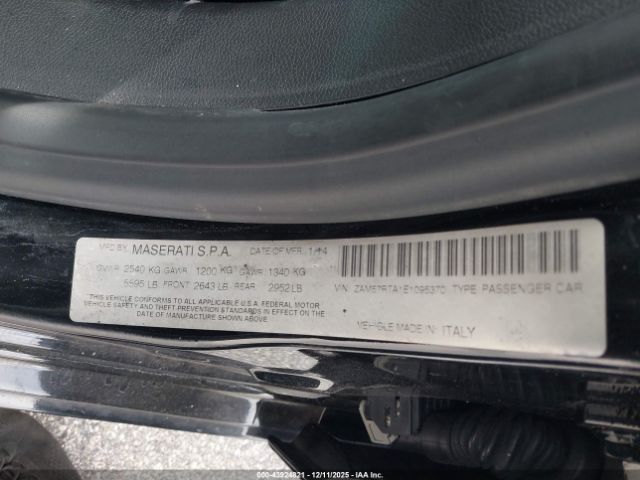 MFD BY MASERATI S.P.A. DATE OF MFR. 1/14
GVWR 2540 KG GAWR 1200 KG GAWR 1340 KG
5595 LB FRONT 2643 LB REAR 2952 LB
THIS VEHICLE CONFORMS TO ALL APPLICABLE U.S.A. FEDERAL MOTOR
VEHICLE SAFETY BUMPER AND THEFT PREVENTION STANDARDS IN EFFECT
ON THE DATE OF MANUFACTURE SHOWN ABOVE
VIN: ZAM57RTA1E1095370 TYPE PASSENGER CAR
VEHICLE MADE IN: ITALY
000-43924821 - 12/11/2025 - IAA Inc.